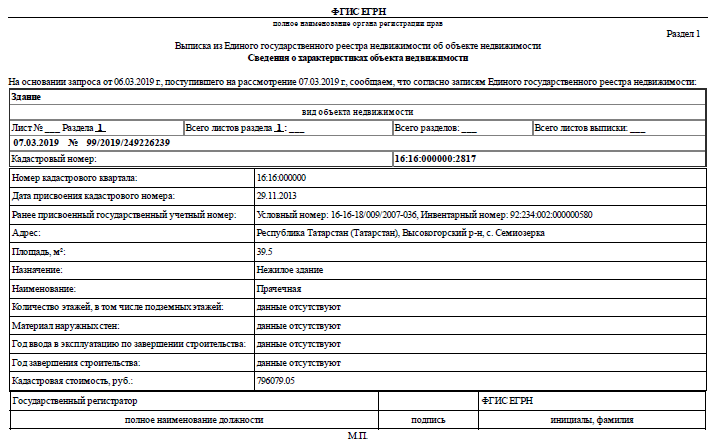 ФГИС ЕГРН
полное наименование органа регистрации прав
Раздел 1
Выписка из Единого государственного реестра недвижимости об объекте недвижимости
Сведения о характеристиках объекта недвижимости
На основании запроса от 06.03.2019 г., поступившего на рассмотрение 07.03.2019 г., сообщаем, что согласно записям Единого государственного реестра недвижимости:
Здание
вид объекта недвижимости
Лист № ___ Раздела 1 Всего листов раздела 1 : ___ Всего разделов: ___ Всего листов выписки: ___
07.03.2019 № 99/2019/249226239
Кадастровый номер: 16:16:000000:2817
Номер кадастрового квартала: 16:16:000000
Дата присвоения кадастрового номера: 29.11.2013
Ранее присвоенный государственный учетный номер: Условный номер: 16-16-18/009/2007-036, Инвентарный номер: 92:234:002:000000580
Адрес: Республика Татарстан (Татарстан), Высокогорский р-н, с. Семиозерка
Площадь, м²: 39.5
Назначение: Нежилое здание
Наименование: Прачечная
Количество этажей, в том числе подземных этажей: данные отсутствуют
Материал наружных стен: данные отсутствуют
Год ввода в эксплуатацию по завершении строительства: данные отсутствуют
Год завершения строительства: данные отсутствуют
Кадастровая стоимость, руб.: 796079.05
Государственный регистратор ФГИС ЕГРН
полное наименование должности подпись инициалы, фамилия
М.П.